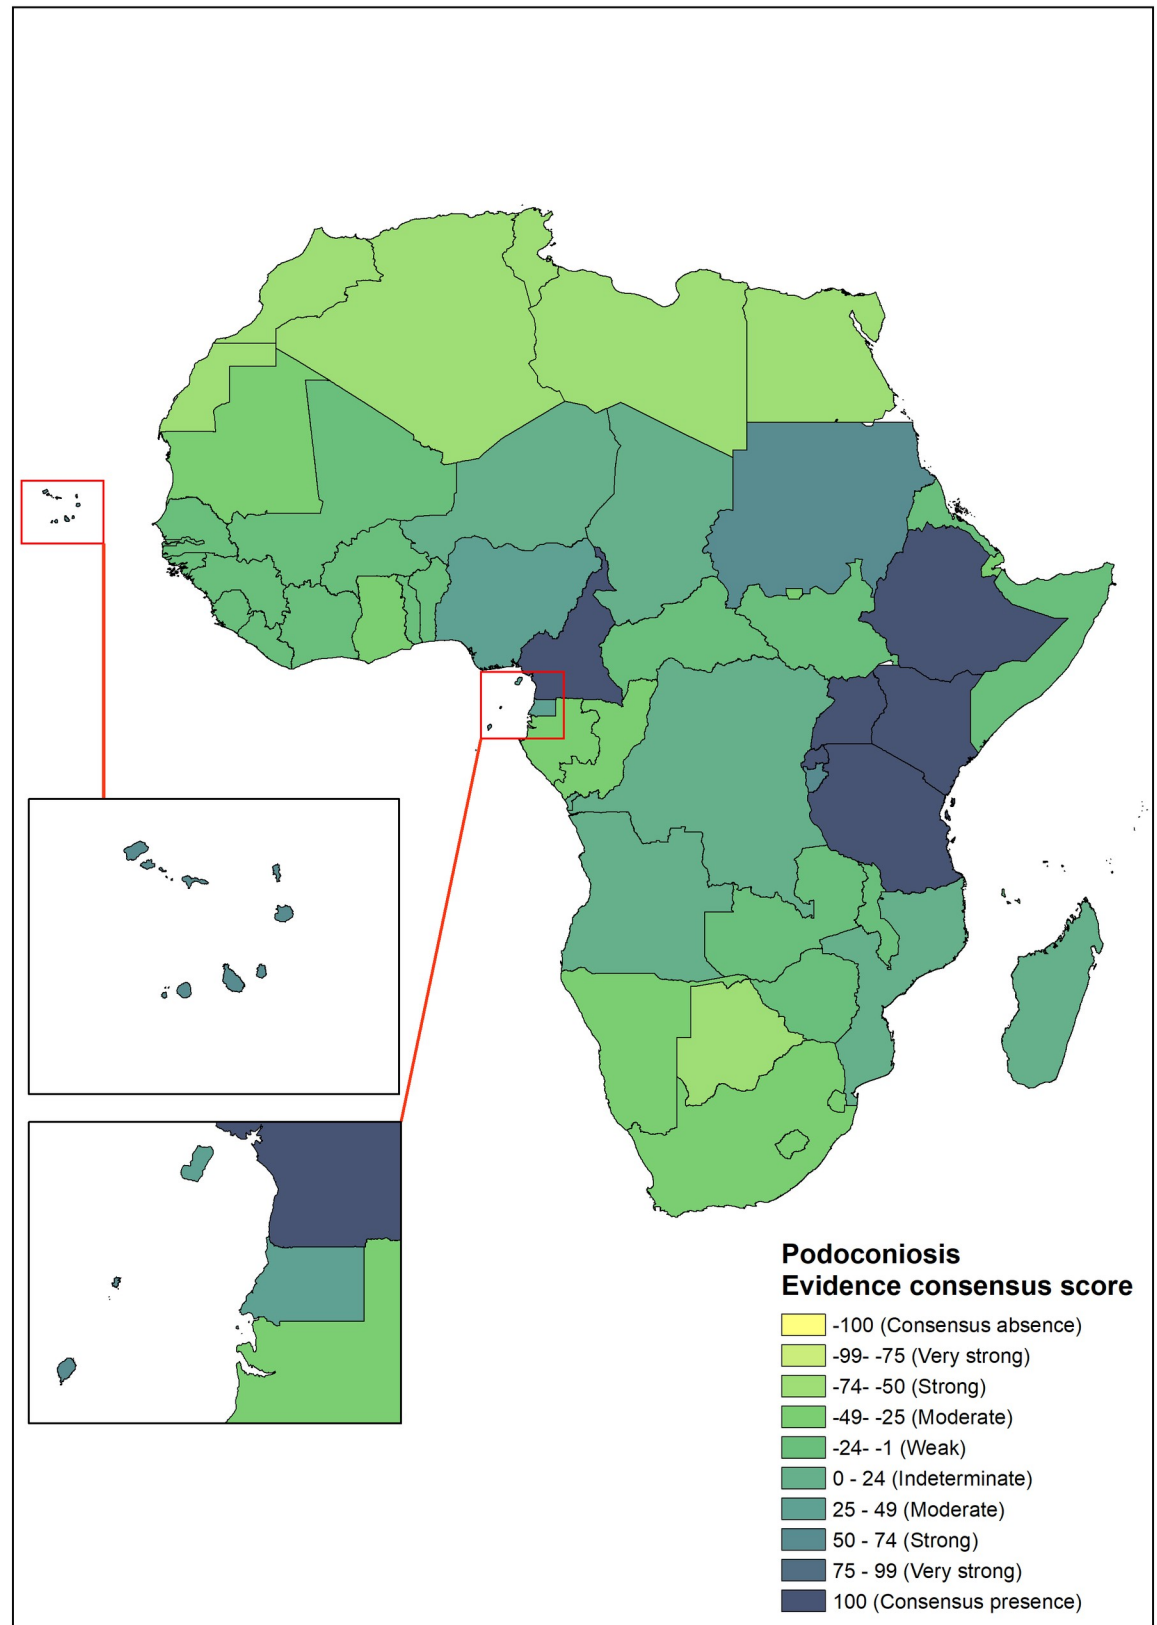 Podoconiosis
Evidence consensus score
-100 (Consensus absence)
-99- -75 (Very strong)
-74- -50 (Strong)
-49- -25 (Moderate)
-24- -1 (Weak)
0 - 24 (Indeterminate)
25 - 49 (Moderate)
50 - 74 (Strong)
75 - 99 (Very strong)
100 (Consensus presence)